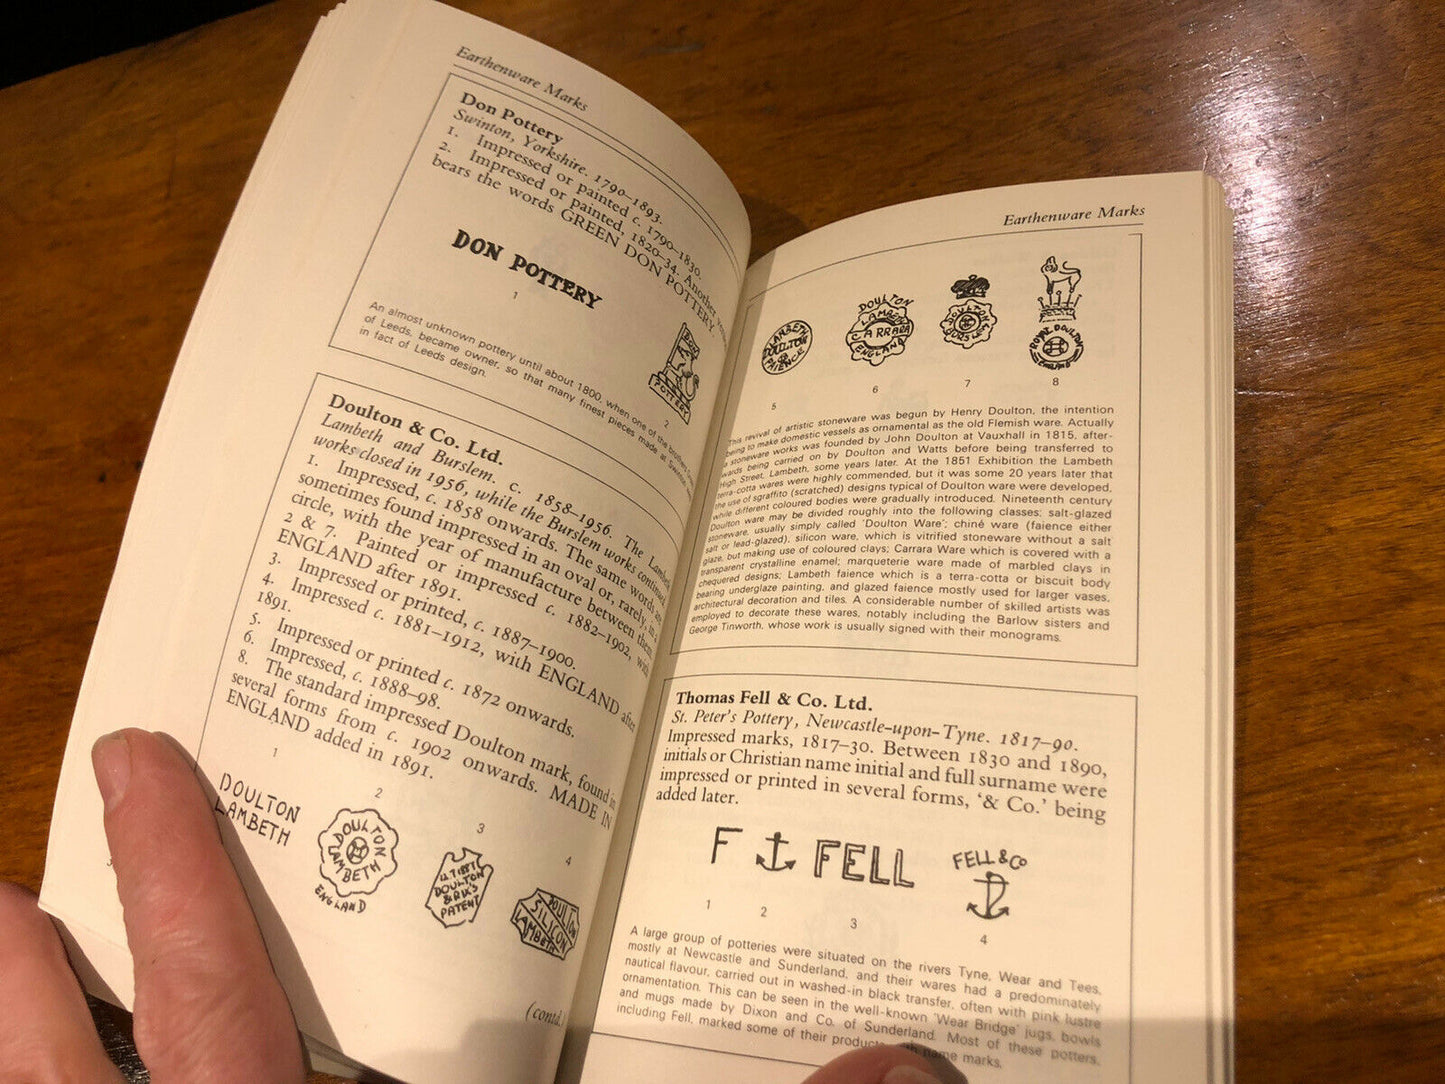 Earthenware Marks
Don Pottery
Swinton, Yorkshire. 1790–1893.
1. Impressed or painted c. 1790–1830.
2. Impressed or painted, 1820–34. Another
bears the words GREEN DON POTTERY.
DON POTTERY
1
DON
POTTERY
2
An almost unknown pottery until about 1800, when one of the brothers Green,
of Leeds, became owner, so that many finest pieces made at Swinton
in fact of Leeds design.
Doulton & Co. Ltd.
Lambeth and Burslem. c. 1858–1956. The Lambeth
works closed in 1956, while the Burslem works continued.
1. Impressed, c. 1858 onwards. The same words are
sometimes found impressed in an oval or, rarely, in a
circle, with the year of manufacture between them.
2 & 7. Painted or impressed c. 1882–1902, with
ENGLAND after 1891.
3. Impressed or printed, c. 1887–1900.
4. Impressed c. 1881–1912, with ENGLAND after
1891.
5. Impressed or printed c. 1872 onwards.
6. Impressed, c. 1888–98.
8. The standard impressed Doulton mark, found in
several forms from c. 1902 onwards. MADE IN
ENGLAND added in 1891.
1
DOULTON
LAMBETH
2
DOULTON
LAMBETH
ENGLAND
3
DOULTON
PATENT
4
DOULTON
SILICON
LAMBETH
(contd.
Earthenware Marks
LAMBETH
DOULTON
FAIENCE
5
DOULTON
LAMBETH
CARRARA
ENGLAND
6
DOULTON
BURSLEM
7
ROYAL DOULTON
ENGLAND
8
This revival of artistic stoneware was begun by Henry Doulton, the intention
being to make domestic vessels as ornamental as the old Flemish ware. Actually
a stoneware works was founded by John Doulton at Vauxhall in 1815, after-
wards being carried on by Doulton and Watts before being transferred to
High Street, Lambeth, some years later. At the 1851 Exhibition the Lambeth
terra-cotta wares were highly commended, but it was some 20 years later that
the use of sgraffito (scratched) designs typical of Doulton ware were developed,
while different coloured bodies were gradually introduced. Nineteenth century
Doulton ware may be divided roughly into the following classes; salt-glazed
stoneware, usually simply called 'Doulton Ware'; chiné ware (faience either
salt or lead-glazed), silicon ware, which is vitrified stoneware without a salt
glaze, but making use of coloured clays; Carrara Ware which is covered with a
transparent crystalline enamel; marqueterie ware made of marbled clays in
chequered designs; Lambeth faience which is a terra-cotta or biscuit body
bearing underglaze painting, and glazed faience mostly used for larger vases,
architectural decoration and tiles. A considerable number of skilled artists was
employed to decorate these wares, notably including the Barlow sisters and
George Tinworth, whose work is usually signed with their monograms.
Thomas Fell & Co. Ltd.
St. Peter's Pottery, Newcastle-upon-Tyne. 1817–90.
Impressed marks, 1817–30. Between 1830 and 1890,
initials or Christian name initial and full surname were
impressed or printed in several forms, '& Co.' being
added later.
F FELL FELL & Co
1 2 3 4
A large group of potteries were situated on the rivers Tyne, Wear and Tees,
mostly at Newcastle and Sunderland, and their wares had a predominately
nautical flavour, carried out in washed-in black transfer, often with pink lustre
ornamentation. This can be seen in the well-known 'Wear Bridge' jugs, bowls
and mugs made by Dixon and Co. of Sunderland. Most of these potters,
including Fell, marked some of their products with name marks.